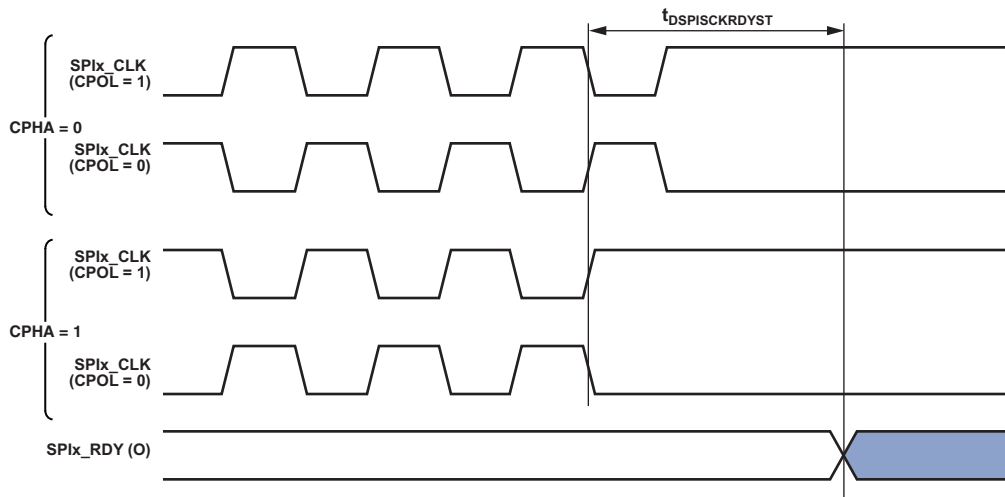 tDSPISCKRDYST
SPIx_CLK
(CPOL = 1)
CPHA = 0
SPIx_CLK
(CPOL = 0)
SPIx_CLK
(CPOL = 1)
CPHA = 1
SPIx_CLK
(CPOL = 0)
SPIx_RDY (O)